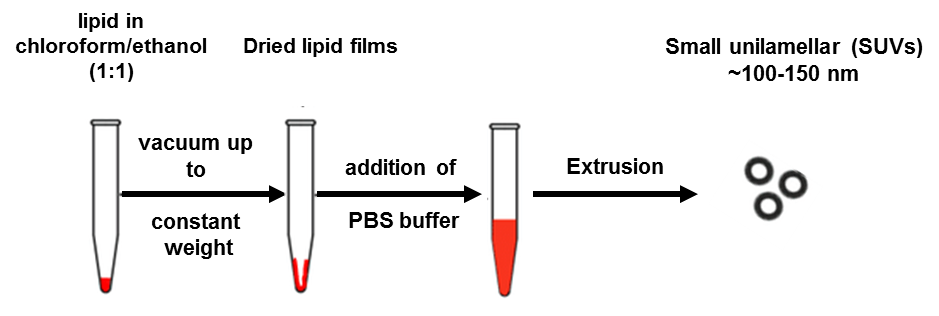 lipid in
chloroform/ethanol
(1:1)
Dried lipid films
Small unilamellar (SUVs)
~100-150 nm
vacuum up
to
constant
weight
addition of
PBS buffer
Extrusion